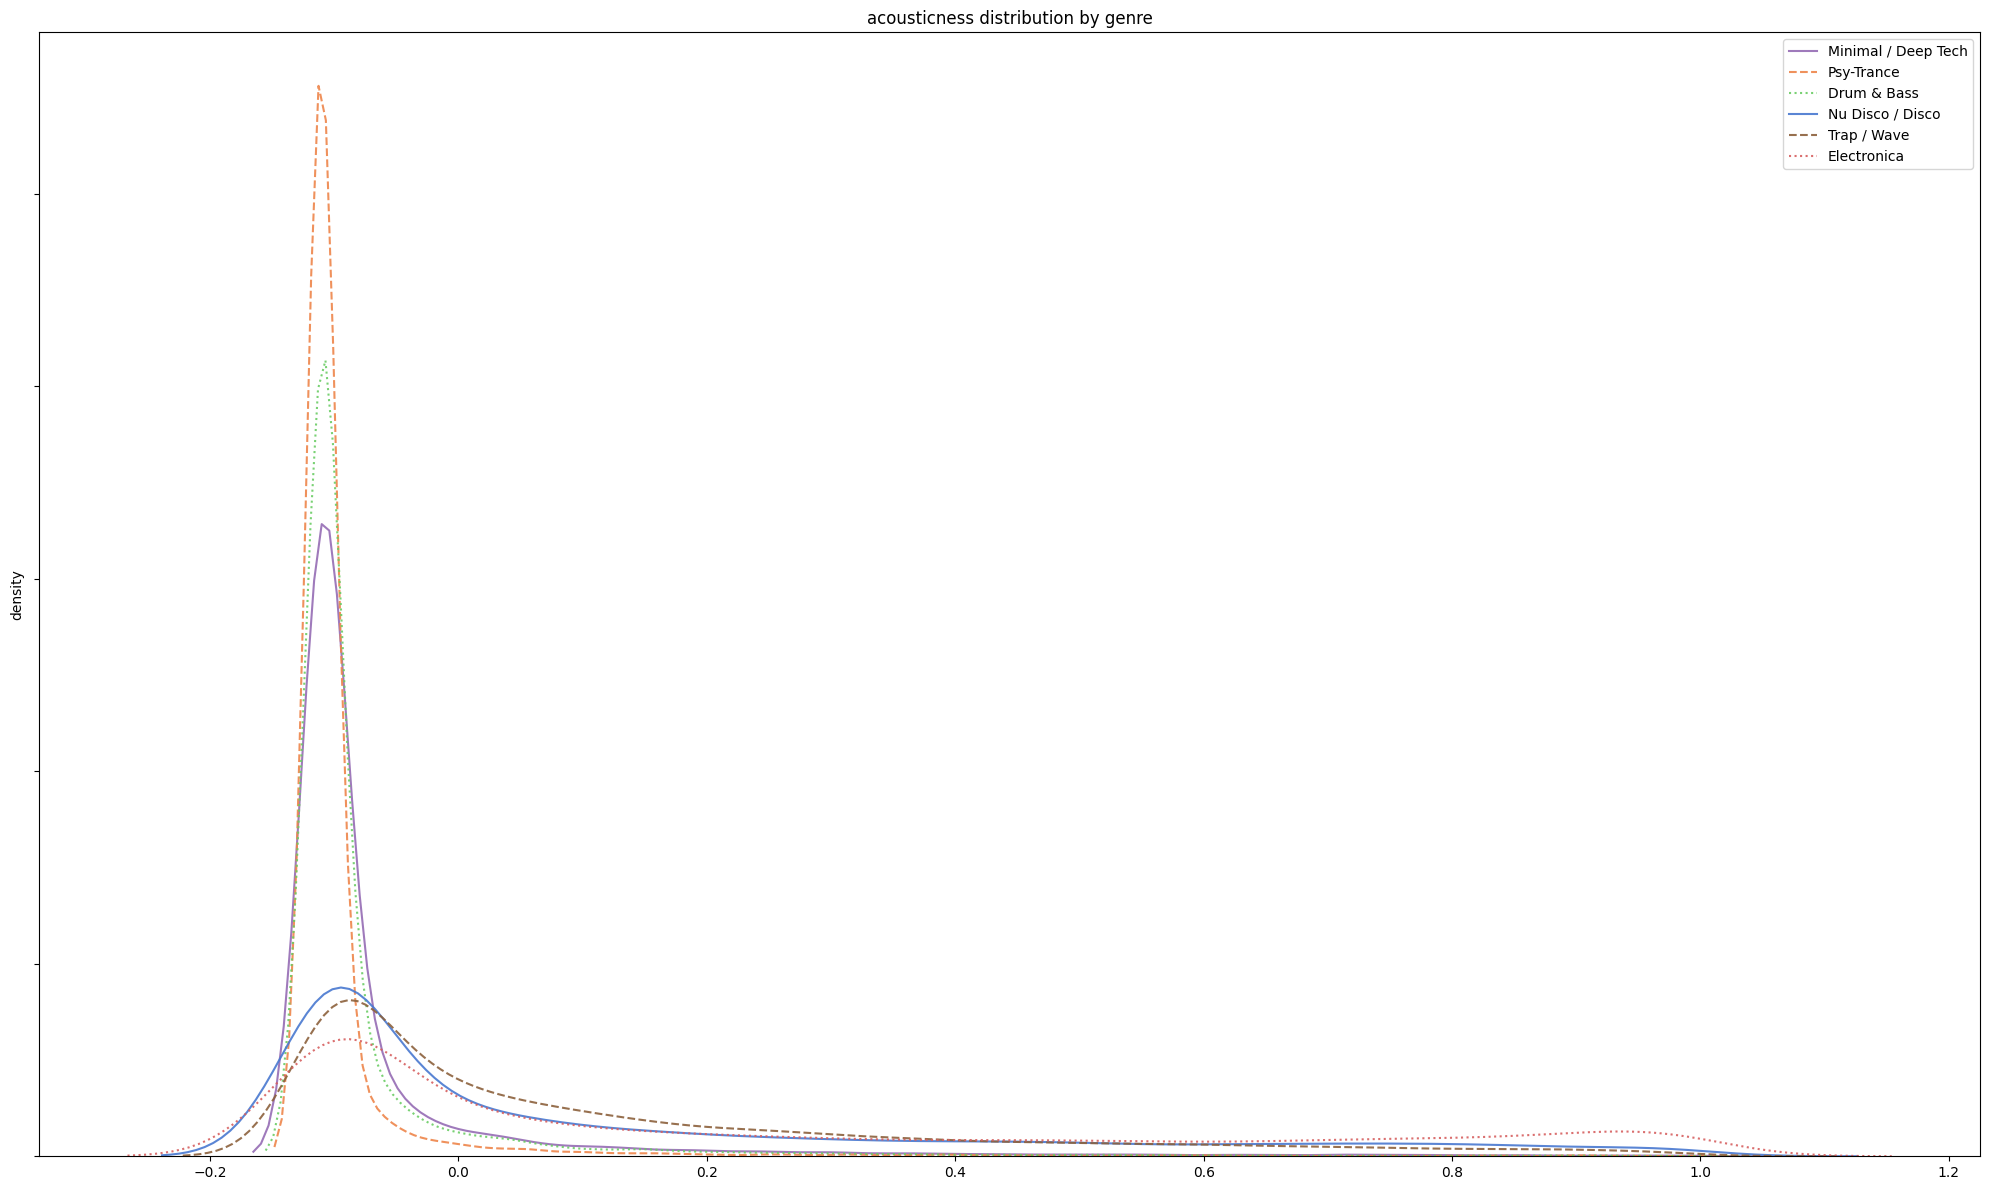 acousticness distribution by genre
Minimal / Deep Tech
Psy-Trance
Drum & Bass
Nu Disco / Disco
Trap / Wave
Electronica
density
−0.2 0.0 0.2 0.4 0.6 0.8 1.0 1.2